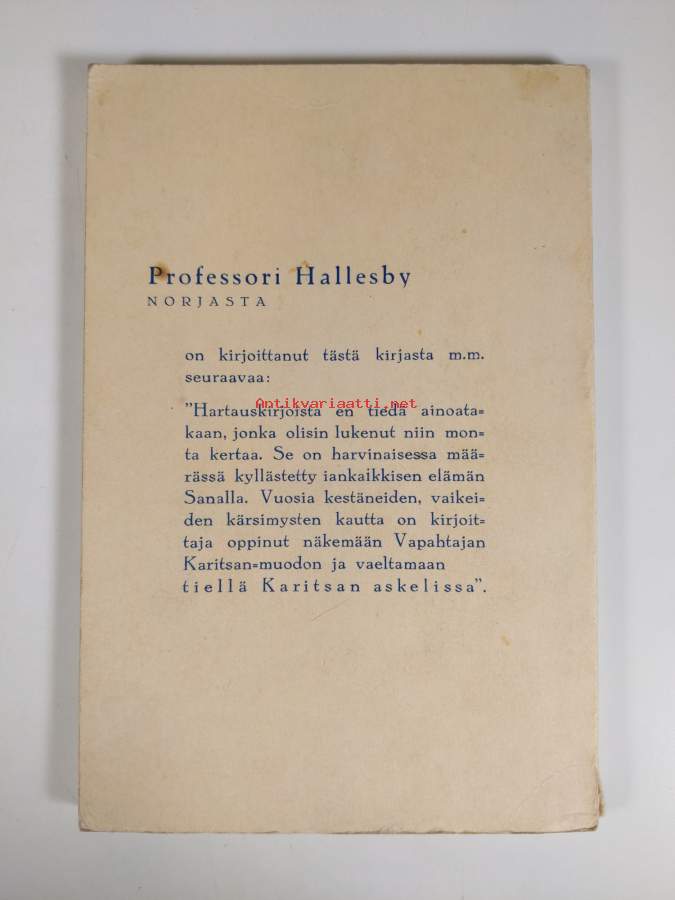 Professori Hallesby
NORJASTA
on kirjoittanut tästä kirjasta m.m.
seuraavaa:
Antikvariaatti.net
"Hartauskirjoista en tiedä ainoata=
kaan, jonka olisin lukenut niin mon=
ta kertaa. Se on harvinaisessa mää=
rässä kyllästetty iankaikkisen elämän
Sanalla. Vuosia kestäneiden, vaikei=
den kärsimysten kautta on kirjoit=
taja oppinut näkemään Vapahtajan
Karitsan=muodon ja vaeltamaan
tiellä Karitsan askelissa".